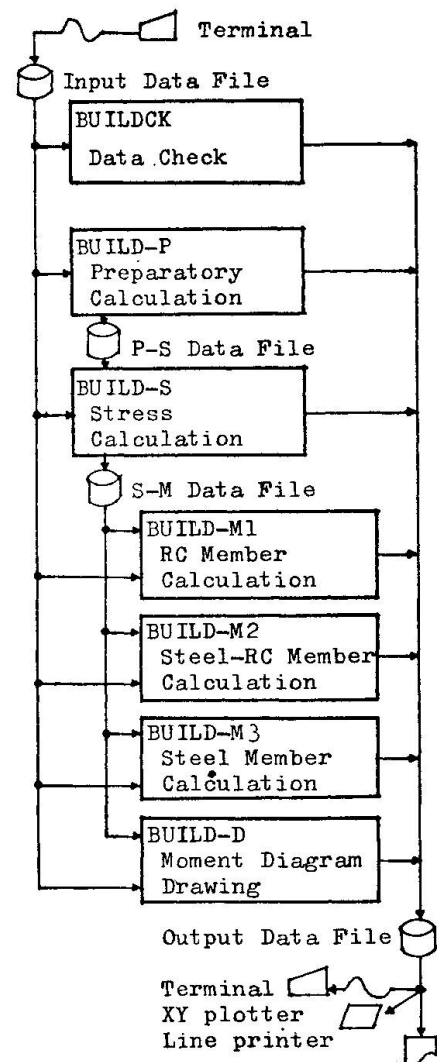 Terminal
Input Data File
BUILDCK
Data Check
BUILD-P
Preparatory
Calculation
P-S Data File
BUILD-S
Stress
Calculation
S-M Data File
BUILD-M1
RC Member
Calculation
BUILD-M2
Steel-RC Member
Calculation
BUILD-M3
Steel Member
Calculation
BUILD-D
Moment Diagram
Drawing
Output Data File
Terminal
XY plotter
Line printer